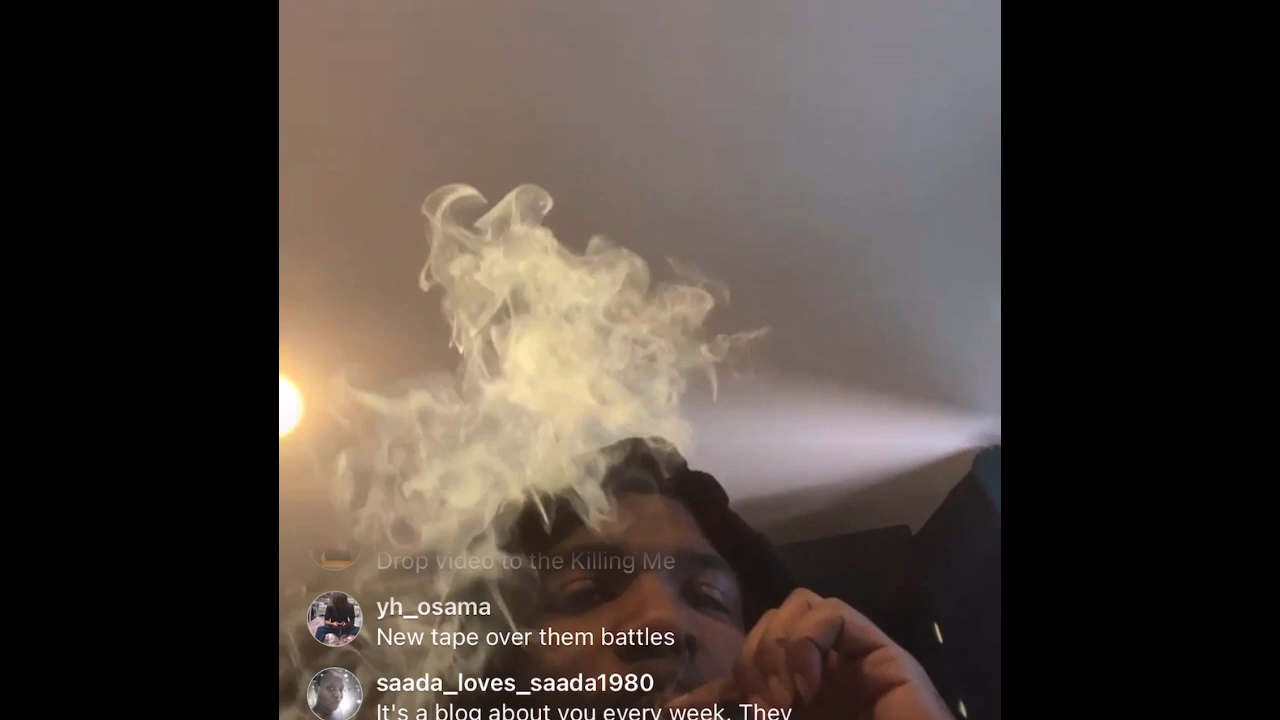 Drop video to the Killing Me
yh_osama
New tape over them battles
saada_loves_saada1980
It's a blog about you every week. They